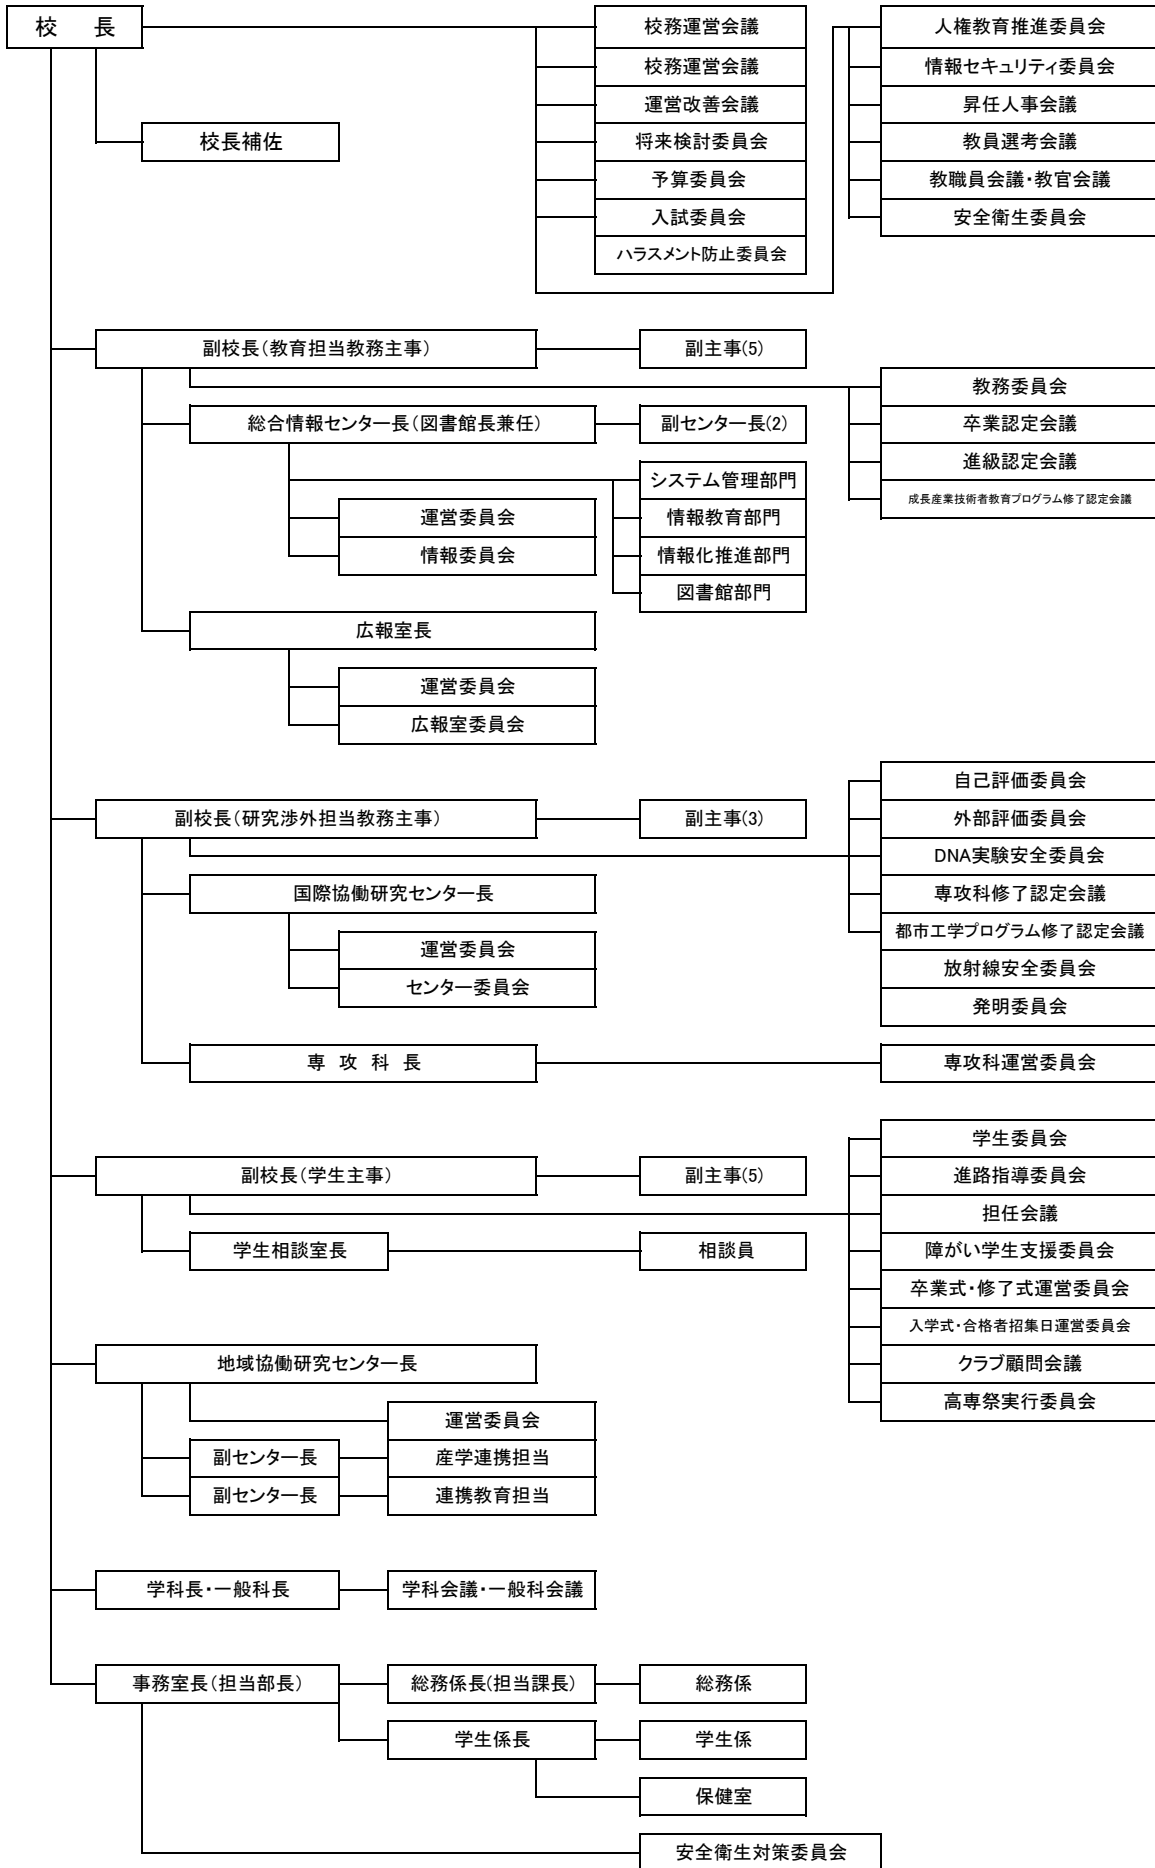 校　長
校長補佐
校務運営会議
校務運営会議
運営改善会議
将来検討委員会
予算委員会
入試委員会
ハラスメント防止委員会
人権教育推進委員会
情報セキュリティ委員会
昇任人事会議
教員選考会議
教職員会議・教官会議
安全衛生委員会
副校長（教育担当教務主事）
副主事(5)
教務委員会
卒業認定会議
進級認定会議
成長産業技術者教育プログラム修了認定会議
総合情報センター長（図書館長兼任）
副センター長(2)
システム管理部門
情報教育部門
情報化推進部門
図書館部門
運営委員会
情報委員会
広報室長
運営委員会
広報室委員会
副校長（研究渉外担当教務主事）
副主事(3)
自己評価委員会
外部評価委員会
DNA実験安全委員会
専攻科修了認定会議
都市工学プログラム修了認定会議
放射線安全委員会
発明委員会
国際協働研究センター長
運営委員会
センター委員会
専 攻 科 長
専攻科運営委員会
副校長（学生主事）
副主事(5)
学生委員会
進路指導委員会
担任会議
障がい学生支援委員会
卒業式・修了式運営委員会
入学式・合格者招集日運営委員会
クラブ顧問会議
高専祭実行委員会
学生相談室長
相談員
地域協働研究センター長
運営委員会
副センター長
産学連携担当
副センター長
連携教育担当
学科長・一般科長
学科会議・一般科会議
事務室長（担当部長）
総務係長（担当課長）
総務係
学生係長
学生係
保健室
安全衛生対策委員会